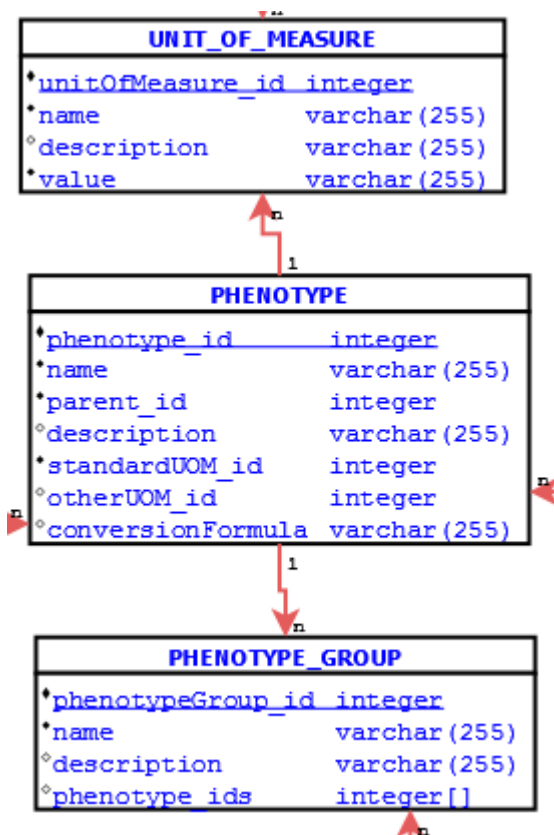 n
UNIT_OF_MEASURE
unitOfMeasure_id integer
name varchar(255)
description varchar(255)
value varchar(255)
n
1
PHENOTYPE
phenotype_id integer
name varchar(255)
parent_id integer
description varchar(255)
standardUOM_id integer
otherUOM_id integer
n
n
conversionFormula varchar(255)
1
n
PHENOTYPE_GROUP
phenotypeGroup_id integer
name varchar(255)
description varchar(255)
phenotype_ids integer[]
n